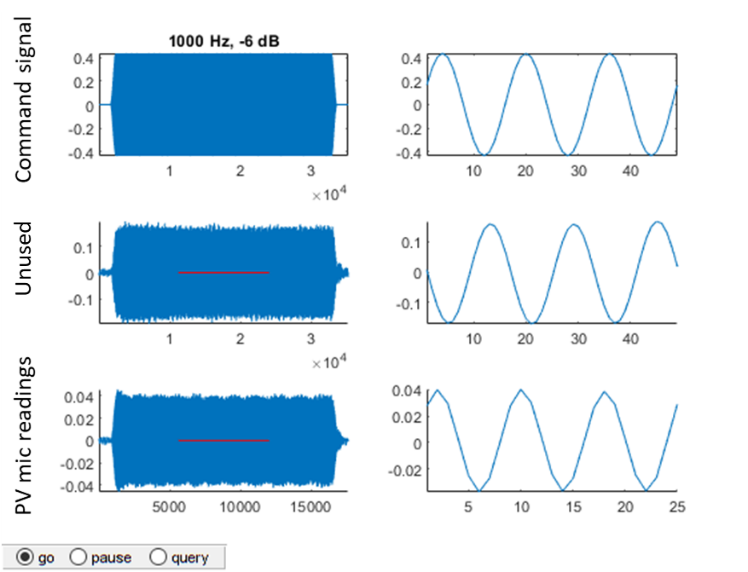 1000 Hz, -6 dB
Command signal
0.4
0.2
0
-0.2
-0.4
1 2 3
×10⁴
0.4
0.2
0
-0.2
-0.4
10 20 30 40
Unused
0.1
0
-0.1
1 2 3
×10⁴
0.1
0
-0.1
10 20 30 40
PV mic readings
0.04
0.02
0
-0.02
-0.04
5000 10000 15000
0.04
0.02
0
-0.02
5 10 15 20 25
go pause query